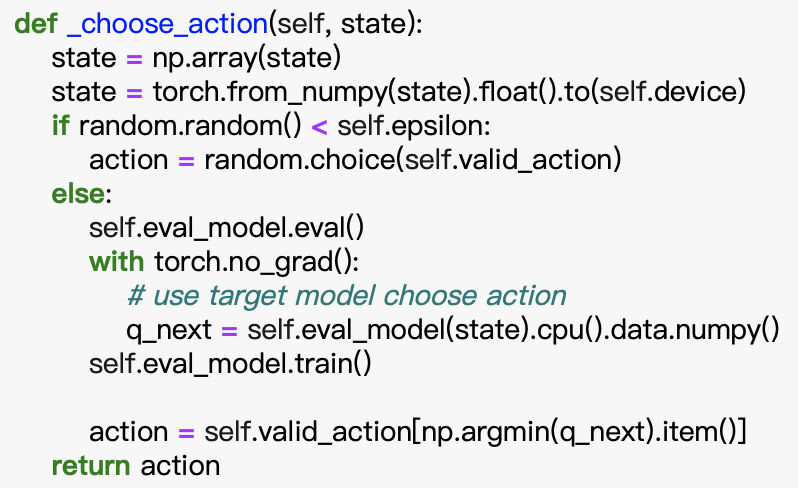 def _choose_action(self, state):
    state = np.array(state)
    state = torch.from_numpy(state).float().to(self.device)
    if random.random() < self.epsilon:
        action = random.choice(self.valid_action)
    else:
        self.eval_model.eval()
        with torch.no_grad():
            # use target model choose action
            q_next = self.eval_model(state).cpu().data.numpy()
        self.eval_model.train()

        action = self.valid_action[np.argmin(q_next).item()]
    return action